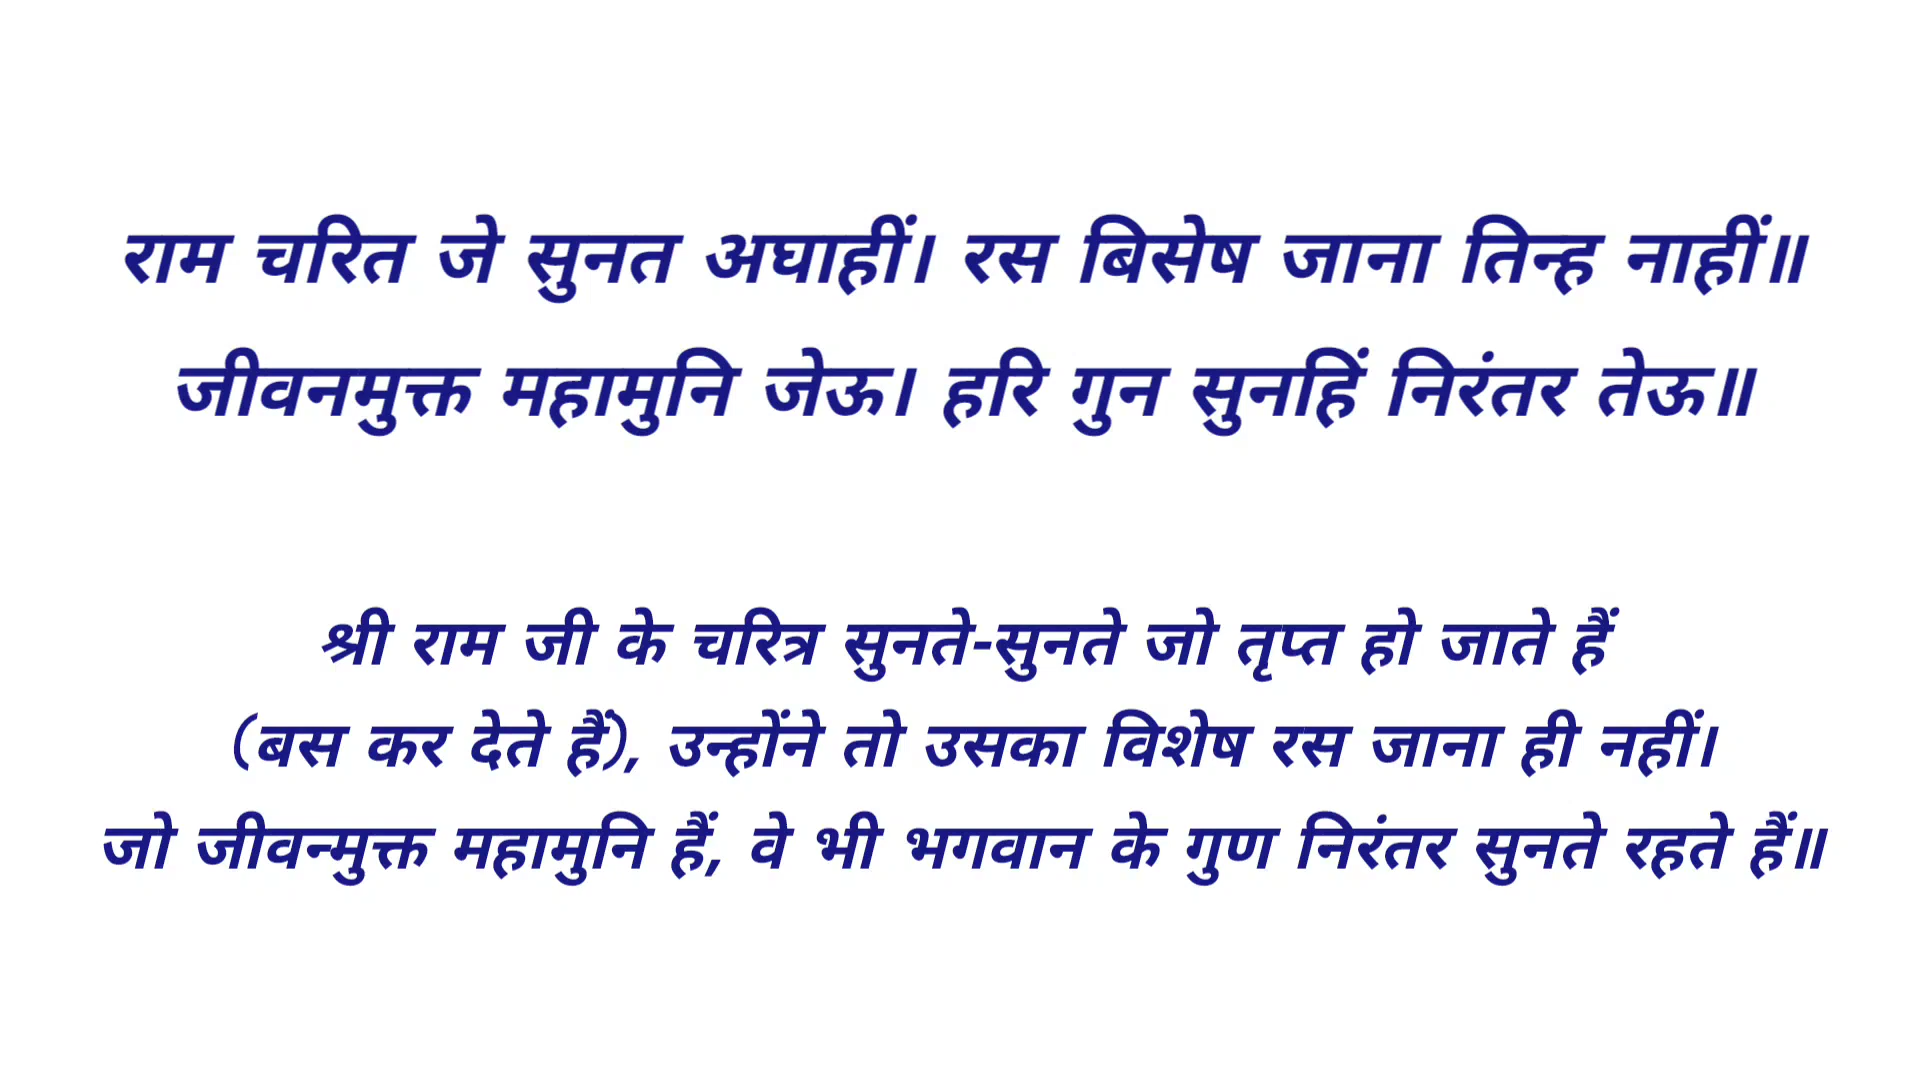 राम चरित जे सुनत अघाहीं। रस बिसेष जाना तिन्ह नाहीं॥
जीवनमुक्त महामुनि जेऊ। हरि गुन सुनहिं निरंतर तेऊ॥
श्री राम जी के चरित्र सुनते-सुनते जो तृप्त हो जाते हैं
(बस कर देते हैं), उन्होंने तो उसका विशेष रस जाना ही नहीं।
जो जीवन्मुक्त महामुनि हैं, वे भी भगवान के गुण निरंतर सुनते रहते हैं॥